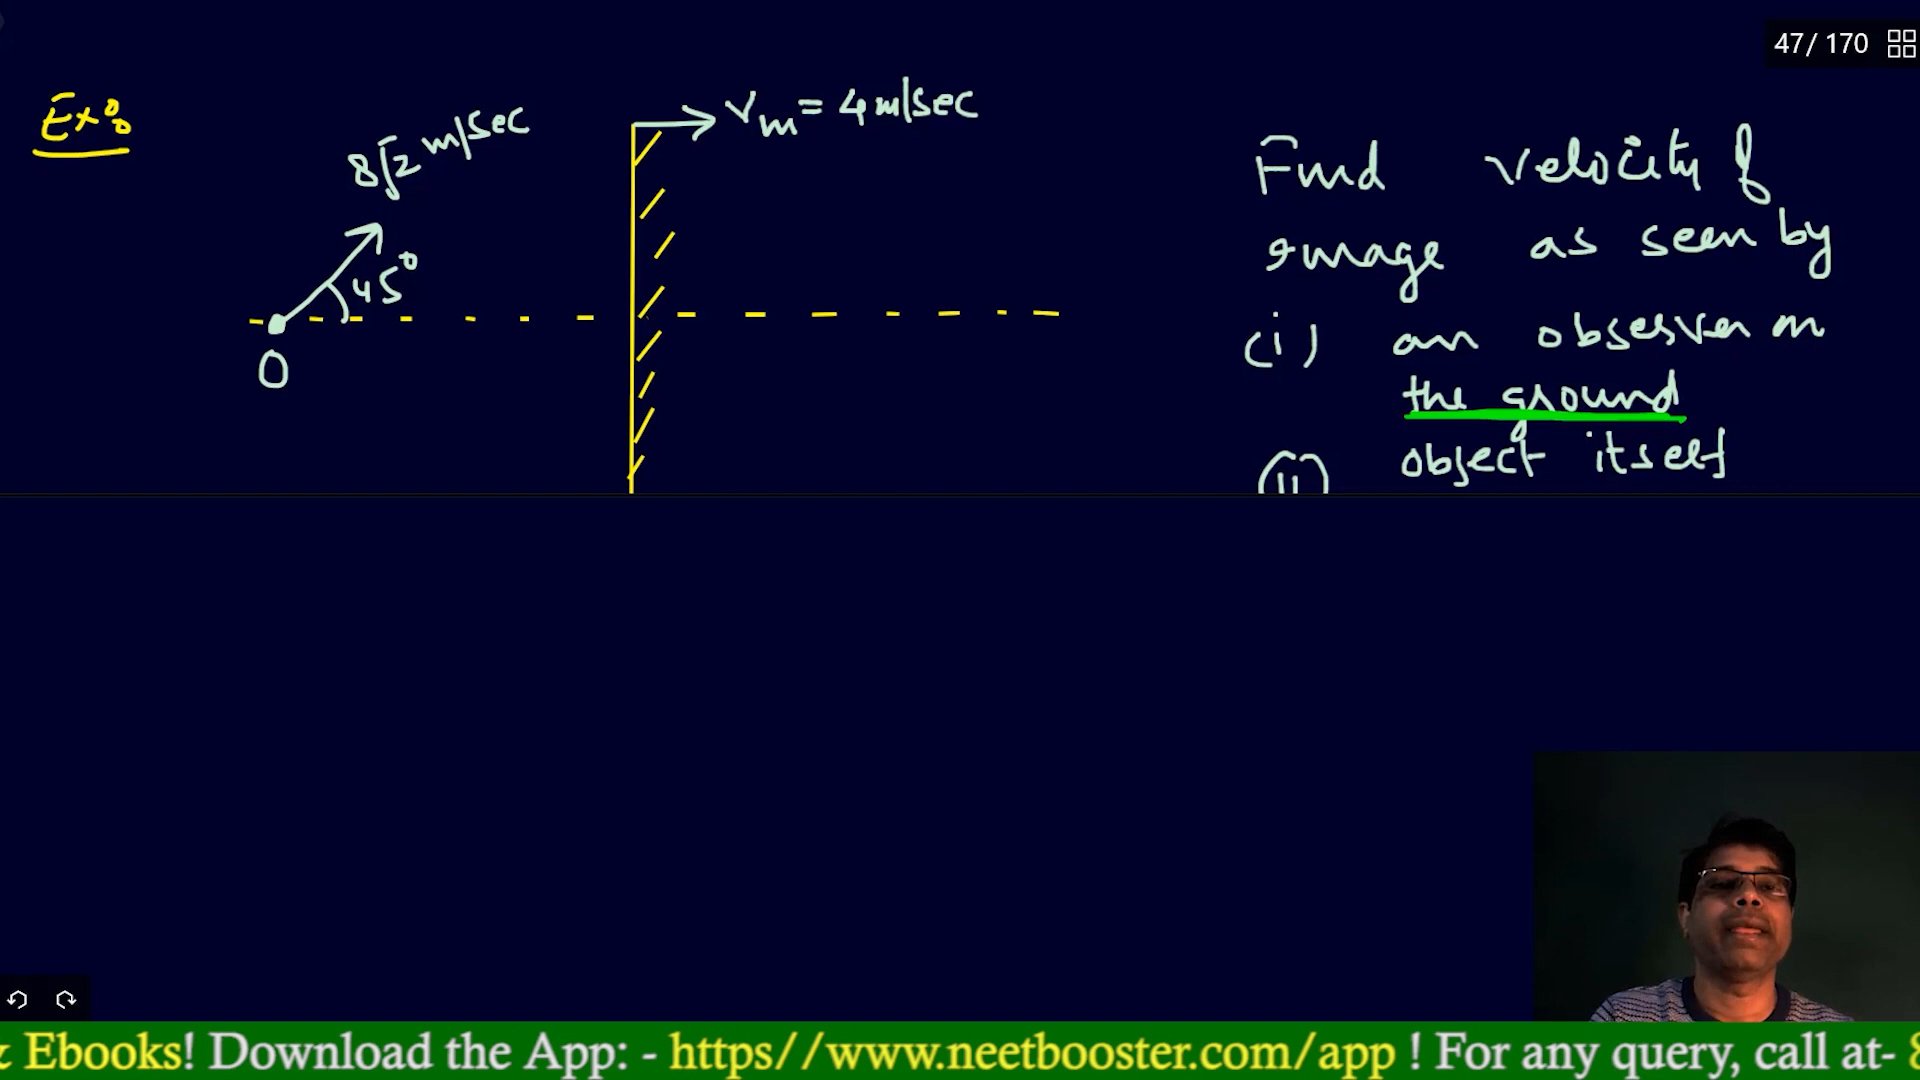 47/ 170
Ex:
8√2 m/sec
Vm = 4 m/sec
45°
O
Find velocity of
image as seen by
(i) an observer on
the ground
(ii) object itself
& Ebooks! Download the App: - https//www.neetbooster.com/app ! For any query, call at- 8